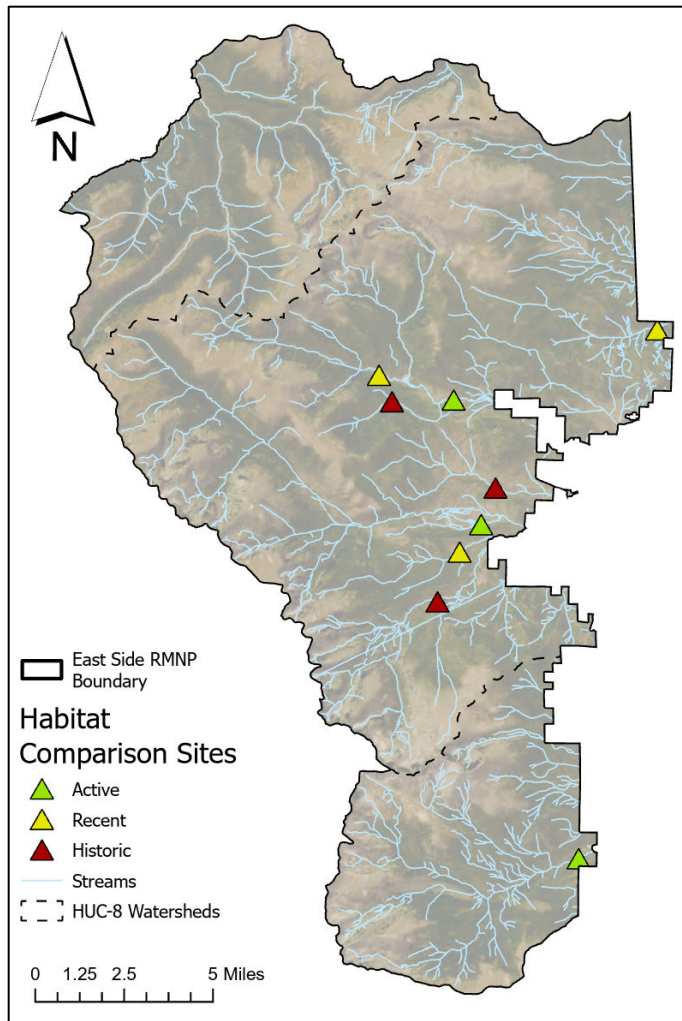 N
East Side RMNP
Boundary
Habitat
Comparison Sites
Active
Recent
Historic
Streams
HUC-8 Watersheds
0 1.25 2.5 5 Miles